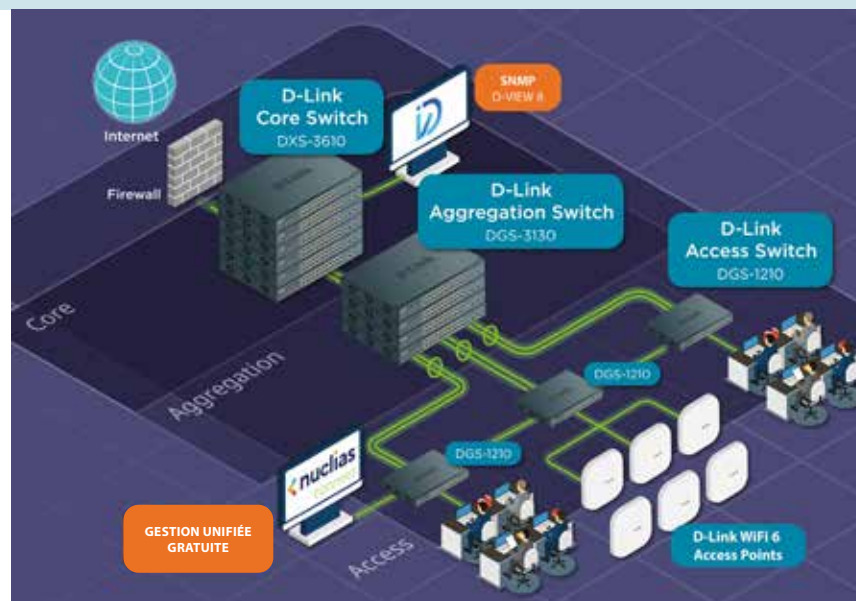 Internet
Firewall
D-Link
Core Switch
DXS-3610
SNMP
D-VIEW 8
D-Link
Aggregation Switch
DGS-3130
D-Link
Access Switch
DGS-1210
Core
Aggregation
Access
DGS-1210
DGS-1210
nuclias
connect
GESTION UNIFIÉE
GRATUITE
D-Link WiFi 6
Access Points